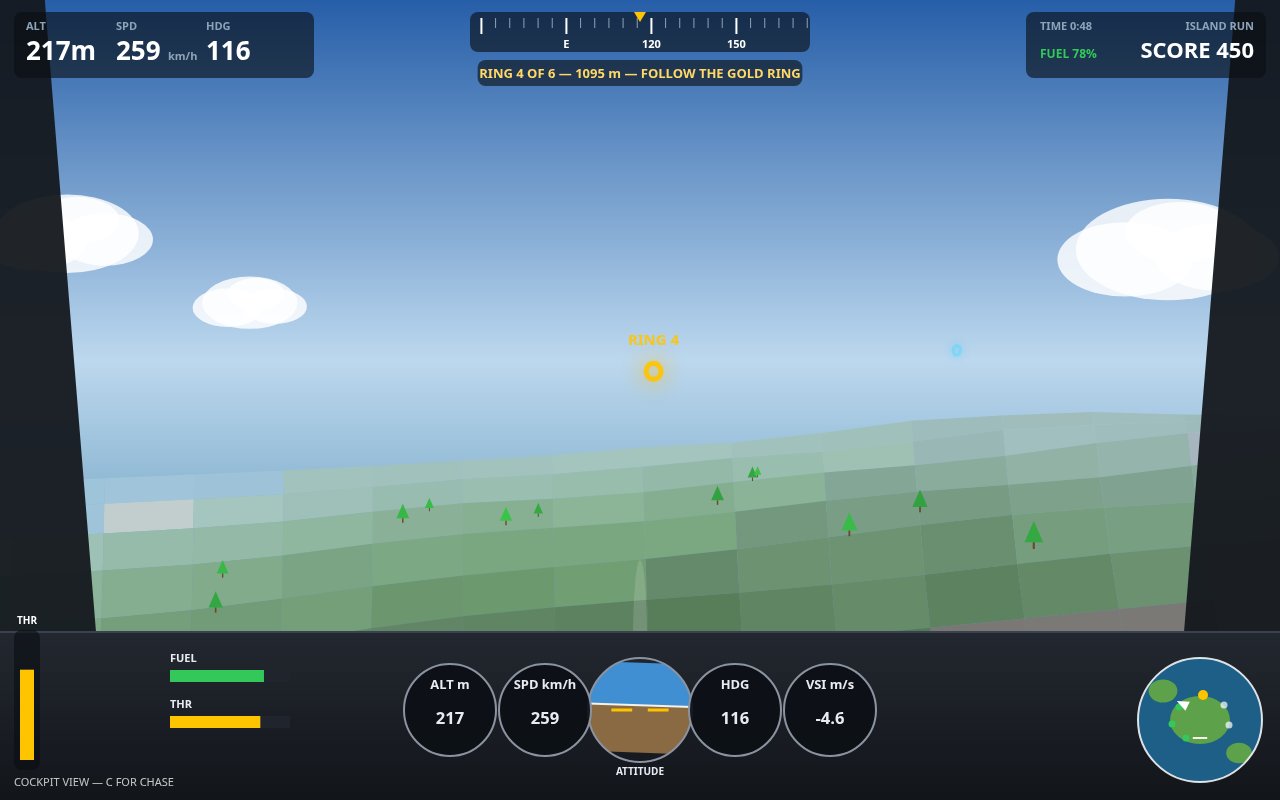 ALT SPD HDG
217m 259 km/h 116
E 120 150
RING 4 OF 6 — 1095 m — FOLLOW THE GOLD RING
TIME 0:48 ISLAND RUN
FUEL 78% SCORE 450
RING 4
THR
FUEL
THR
ALT m
217
SPD km/h
259
HDG
116
VSI m/s
-4.6
ATTITUDE
COCKPIT VIEW — C FOR CHASE